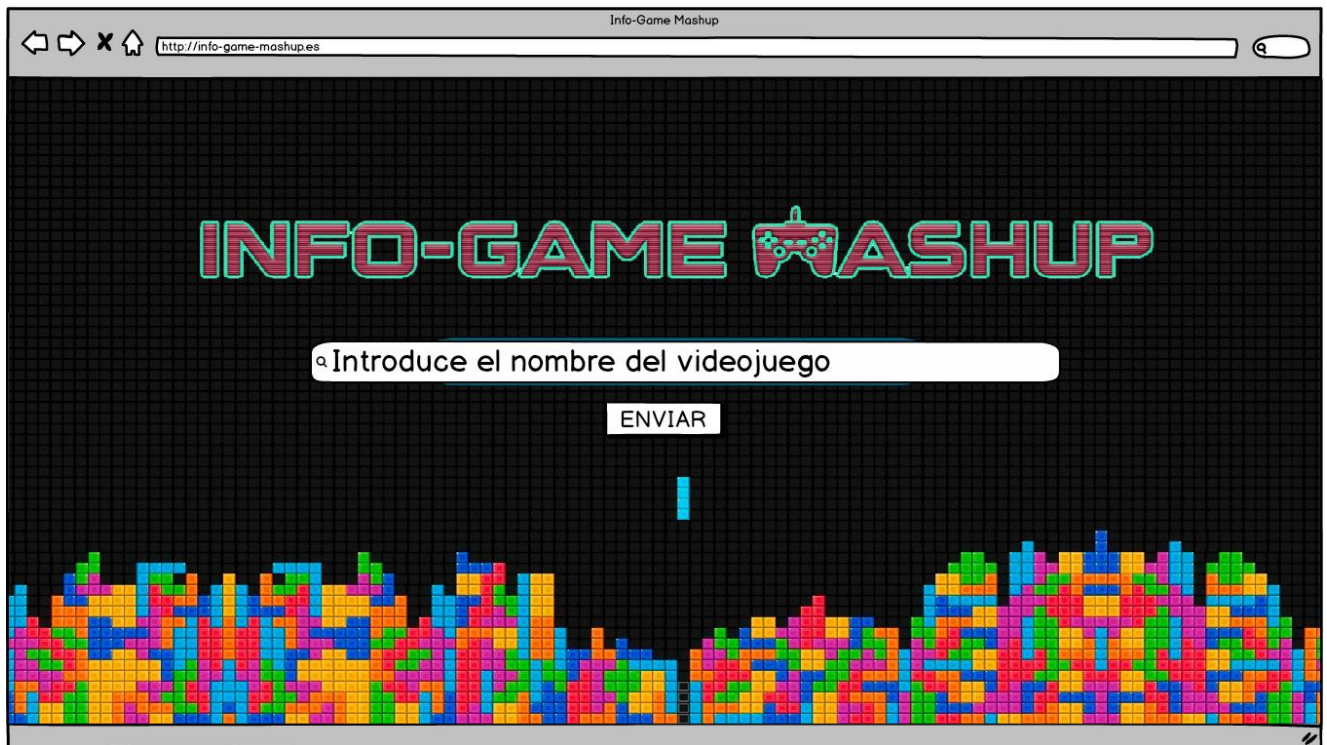 Info-Game Mashup
http://info-game-mashup.es
INFO-GAME MASHUP
Introduce el nombre del videojuego
ENVIAR